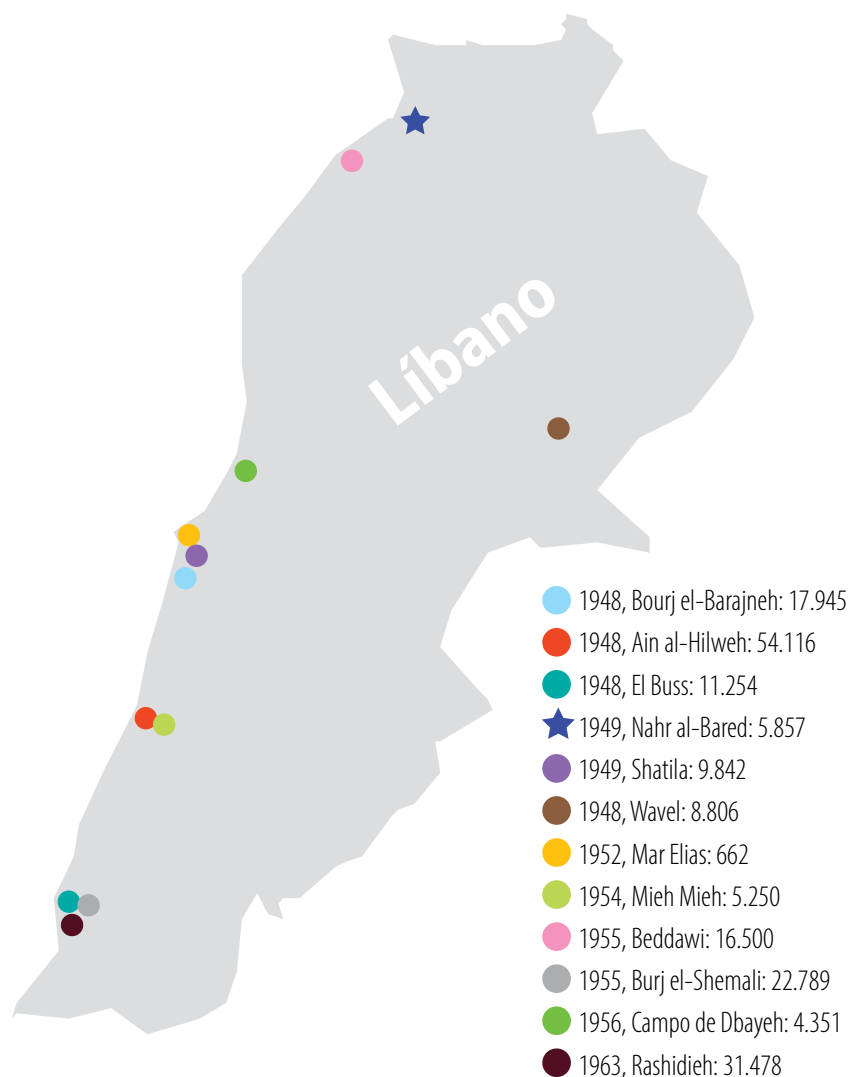 Líbano
1948, Bourj el-Barajneh: 17.945
1948, Ain al-Hilweh: 54.116
1948, El Buss: 11.254
1949, Nahr al-Bared: 5.857
1949, Shatila: 9.842
1948, Wavel: 8.806
1952, Mar Elias: 662
1954, Mieh Mieh: 5.250
1955, Beddawi: 16.500
1955, Burj el-Shemali: 22.789
1956, Campo de Dbayeh: 4.351
1963, Rashidieh: 31.478